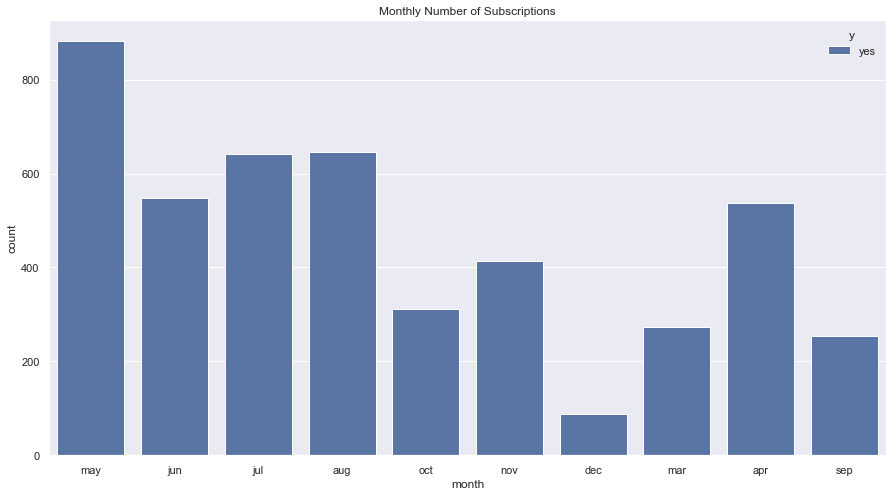 Monthly Number of Subscriptions
y
yes
800
600
400
200
0
count
may jun jul aug oct nov dec mar apr sep
month